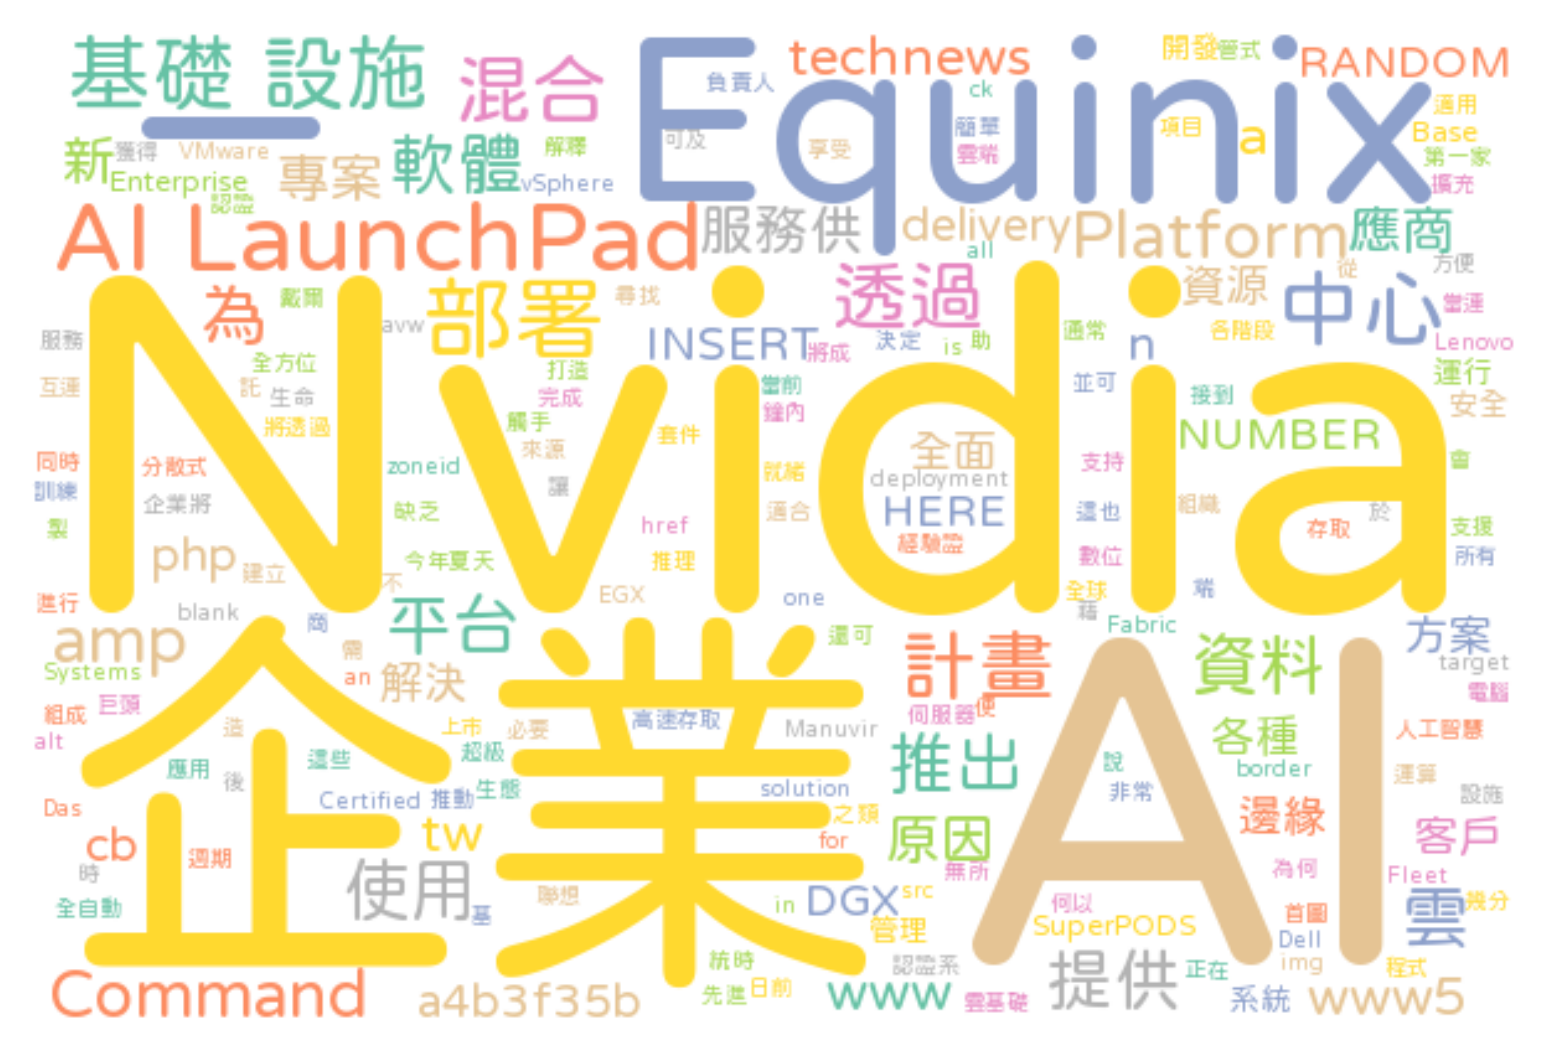 基礎 設施
混合
Equinix
technews
開發
管式
RANDOM
負責人
ck
適用
一
新
獲得
VMware
專案
軟體
解釋
可及
享受
簡單
雲端
項目
a
Base
第一家
擴充
Enterprise
認證
vSphere
AI LaunchPad
服務供
delivery
Platform
應商
all
從
方便
Nvidia
為
戴爾
avw
部署
尋找
透過
資源
中心
當連
服務
INSERT
將成
決定
is
助
通常
n
各階段
Lenovo
全方位
打造
互連
託
生命
完成
當前
並可
接到
運行
安全
將透過
觸手
鐘內
套件
來源
全面
NUMBER
同時
分散式
zoneid
就緒
deployment
支持
會
訓練
企業將
讓
缺乏
href
適合
HERE
這也
組織
存取
於
支援
製
php
建立
今年夏天
不
推理
經驗證
數位
所有
進行
blank
商
EGX
one
全球
端
藉
Fabric
平台
企業
AI
amp
需
an
解決
還可
計畫
資料
方案
target
Systems
電腦
組成
巨頭
造
上市
必要
高速存取
Manuvir
伺服器
便
各種
人工智慧
alt
應用
後
這些
超級
生態
推出
說
border
運算
Das
Certified
推動
solution
非常
設施
cb
週期
tw
之類
for
原因
邊緣
客戶
時
使用
基
聯想
in
DGX
src
無所
為何
Fleet
全自動
何以
SuperPODS
首圖
雲
幾分
管理
Dell
Command
a4b3f35b
杭時
先進
日前
認證系
www
雲基礎
提供
正在
系統
img
程式
www5